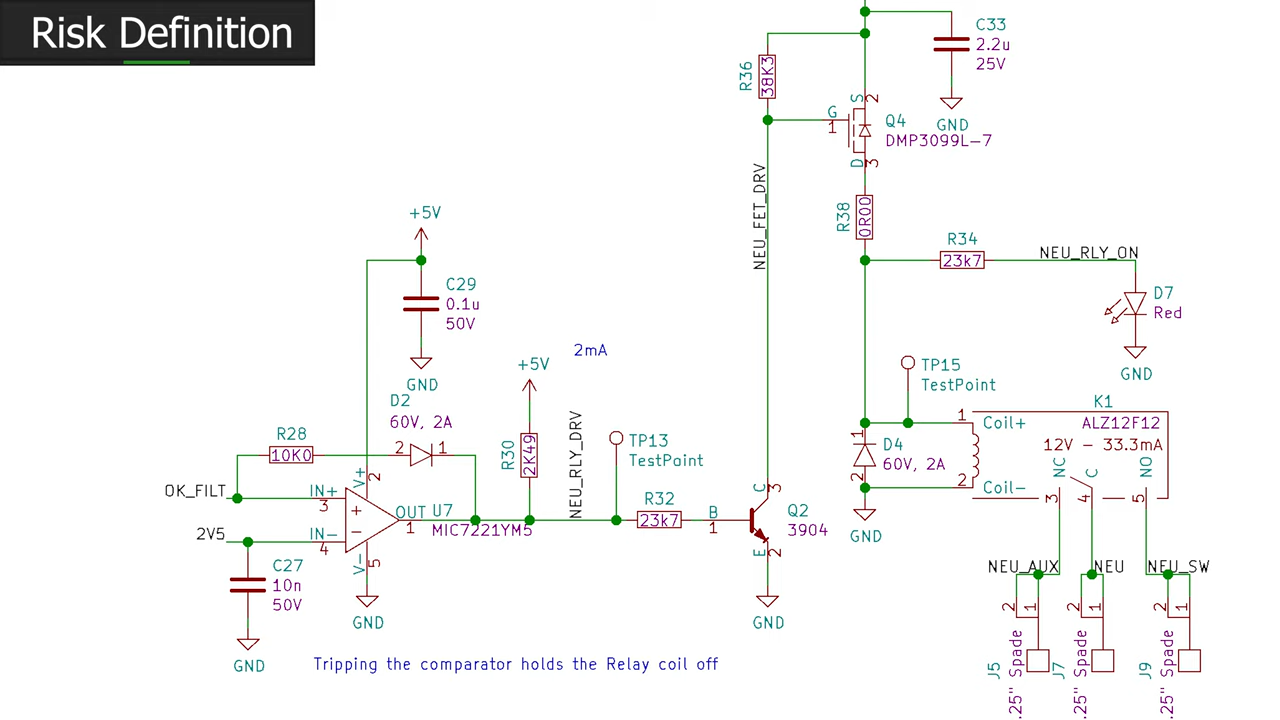 Risk Definition
C33
2.2u
25V
GND
R36
38K3
G
1
S
2
D
3
Q4
DMP3099L-7
NEU_FET_DRV
R38
0R00
R34
23k7
NEU_RLY_ON
D7
Red
GND
+5V
C29
0.1u
50V
GND
D2
60V, 2A
2
1
R28
10K0
OK_FILT
2V5
IN+
3
IN-
4
V+
2
V-
5
OUT
1
U7
MIC7221YM5
GND
C27
10n
50V
GND
+5V
2mA
R30
2K49
NEU_RLY_DRV
TP13
TestPoint
R32
23k7
B
1
C
3
E
2
Q2
3904
GND
TP15
TestPoint
D4
60V, 2A
1
2
GND
K1
ALZ12F12
12V - 33.3mA
1
Coil+
2
Coil-
NC
3
C
4
NO
5
NEU_AUX
NEU
NEU_SW
2
1
2
1
2
1
J5
.25" Spade
J7
.25" Spade
J9
.25" Spade
Tripping the comparator holds the Relay coil off